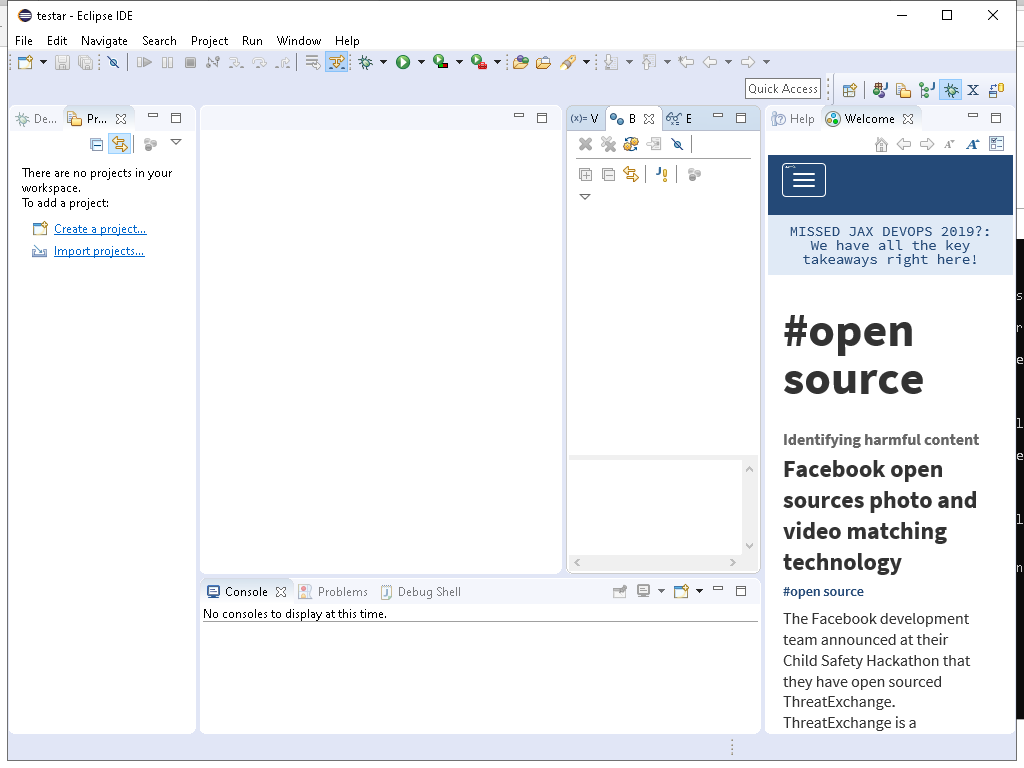 testar - Eclipse IDE
File Edit Navigate Search Project Run Window Help
Quick Access
De...
Pr...
There are no projects in your
workspace.
To add a project:
Create a project...
Import projects...
(x)= V
B
E
Console
Problems
Debug Shell
No consoles to display at this time.
Help
Welcome
MISSED JAX DEVOPS 2019?:
We have all the key
takeaways right here!
#open
source
Identifying harmful content
Facebook open
sources photo and
video matching
technology
#open source
The Facebook development
team announced at their
Child Safety Hackathon that
they have open sourced
ThreatExchange.
ThreatExchange is a